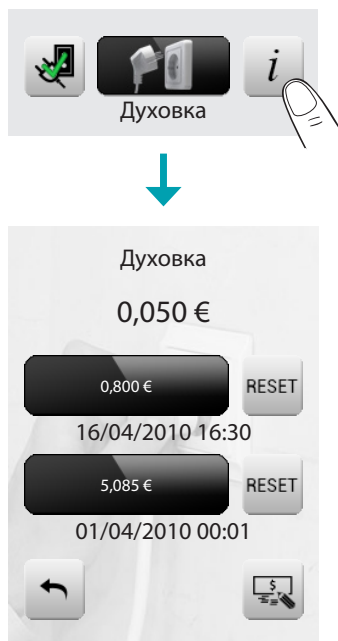 i
Духовка
Духовка
0,050 €
0,800 €
RESET
16/04/2010 16:30
5,085 €
RESET
01/04/2010 00:01
$